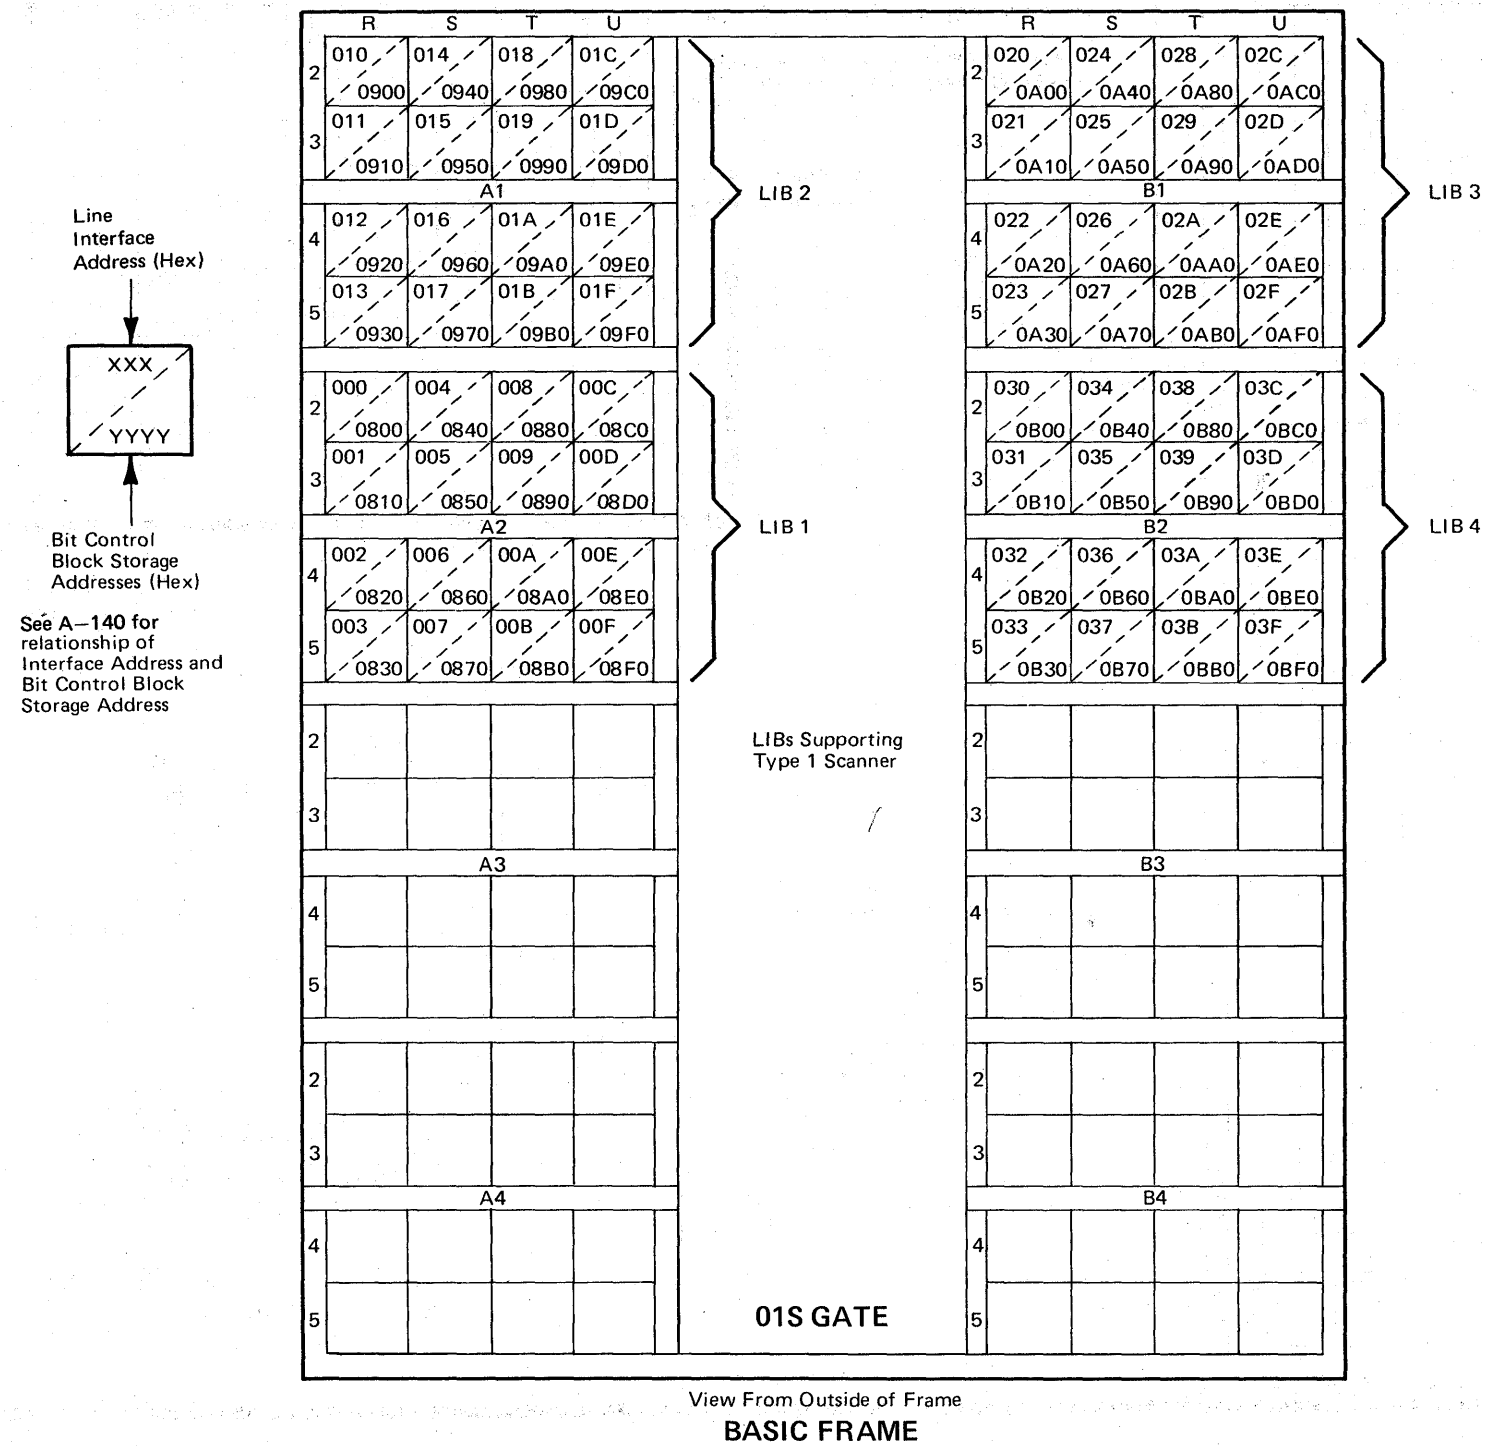 R S T U R S T U
2 010 014 018 01C 2 020 024 028 02C
0900 0940 0980 09C0 0A00 0A40 0A80 0AC0
3 011 015 019 01D 3 021 025 029 02D
0910 0950 0990 09D0 0A10 0A50 0A90 0AD0
A1 LIB 2 B1 LIB 3
4 012 016 01A 01E 4 022 026 02A 02E
0920 0960 09A0 09E0 0A20 0A60 0AA0 0AE0
5 013 017 01B 01F 5 023 027 02B 02F
0930 0970 09B0 09F0 0A30 0A70 0AB0 0AF0
Line
Interface
Address (Hex)
XXX
YYYY
Bit Control
Block Storage
Addresses (Hex)
See A—140 for
relationship of
Interface Address and
Bit Control Block
Storage Address
2 000 004 008 00C 2 030 034 038 03C
0800 0840 0880 08C0 0B00 0B40 0B80 0BC0
3 001 005 009 00D 3 031 035 039 03D
0810 0850 0890 08D0 0B10 0B50 0B90 0BD0
A2 LIB 1 B2 LIB 4
4 002 006 00A 00E 4 032 036 03A 03E
0820 0860 08A0 08E0 0B20 0B60 0BA0 0BE0
5 003 007 00B 00F 5 033 037 03B 03F
0830 0870 08B0 08F0 0B30 0B70 0BB0 0BF0
2 2
LIBs Supporting
Type 1 Scanner
3 3
A3 B3
4 4
5 5
2 2
3 3
A4 B4
4 4
5 5
01S GATE
View From Outside of Frame
BASIC FRAME